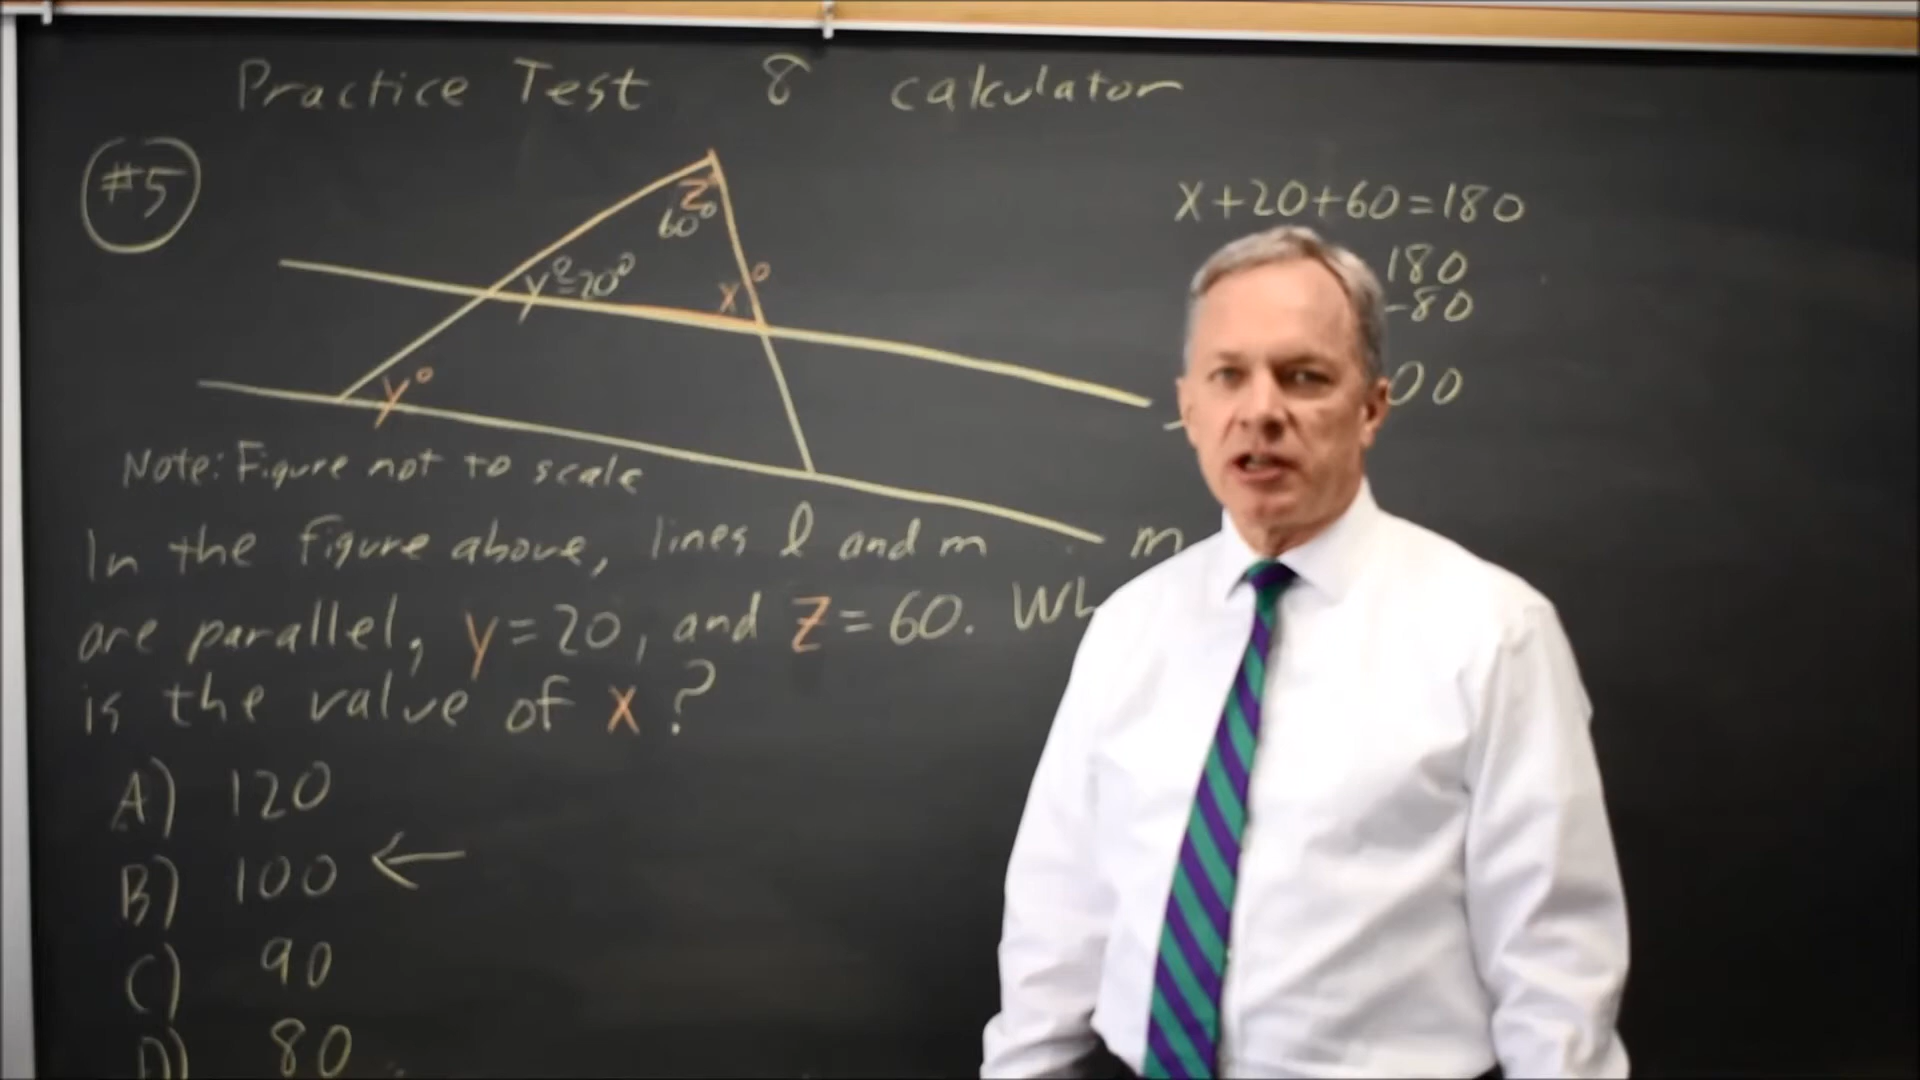 Practice Test 8 calculator
#5
z
60°
y°=20°
x°
y°
x+20+60=180
180
-80
00
Note: Figure not to scale
m
In the figure above, lines l and m
are parallel, y=20, and z=60.
is the value of x?
A) 120
B) 100 ←
C) 90
D) 80